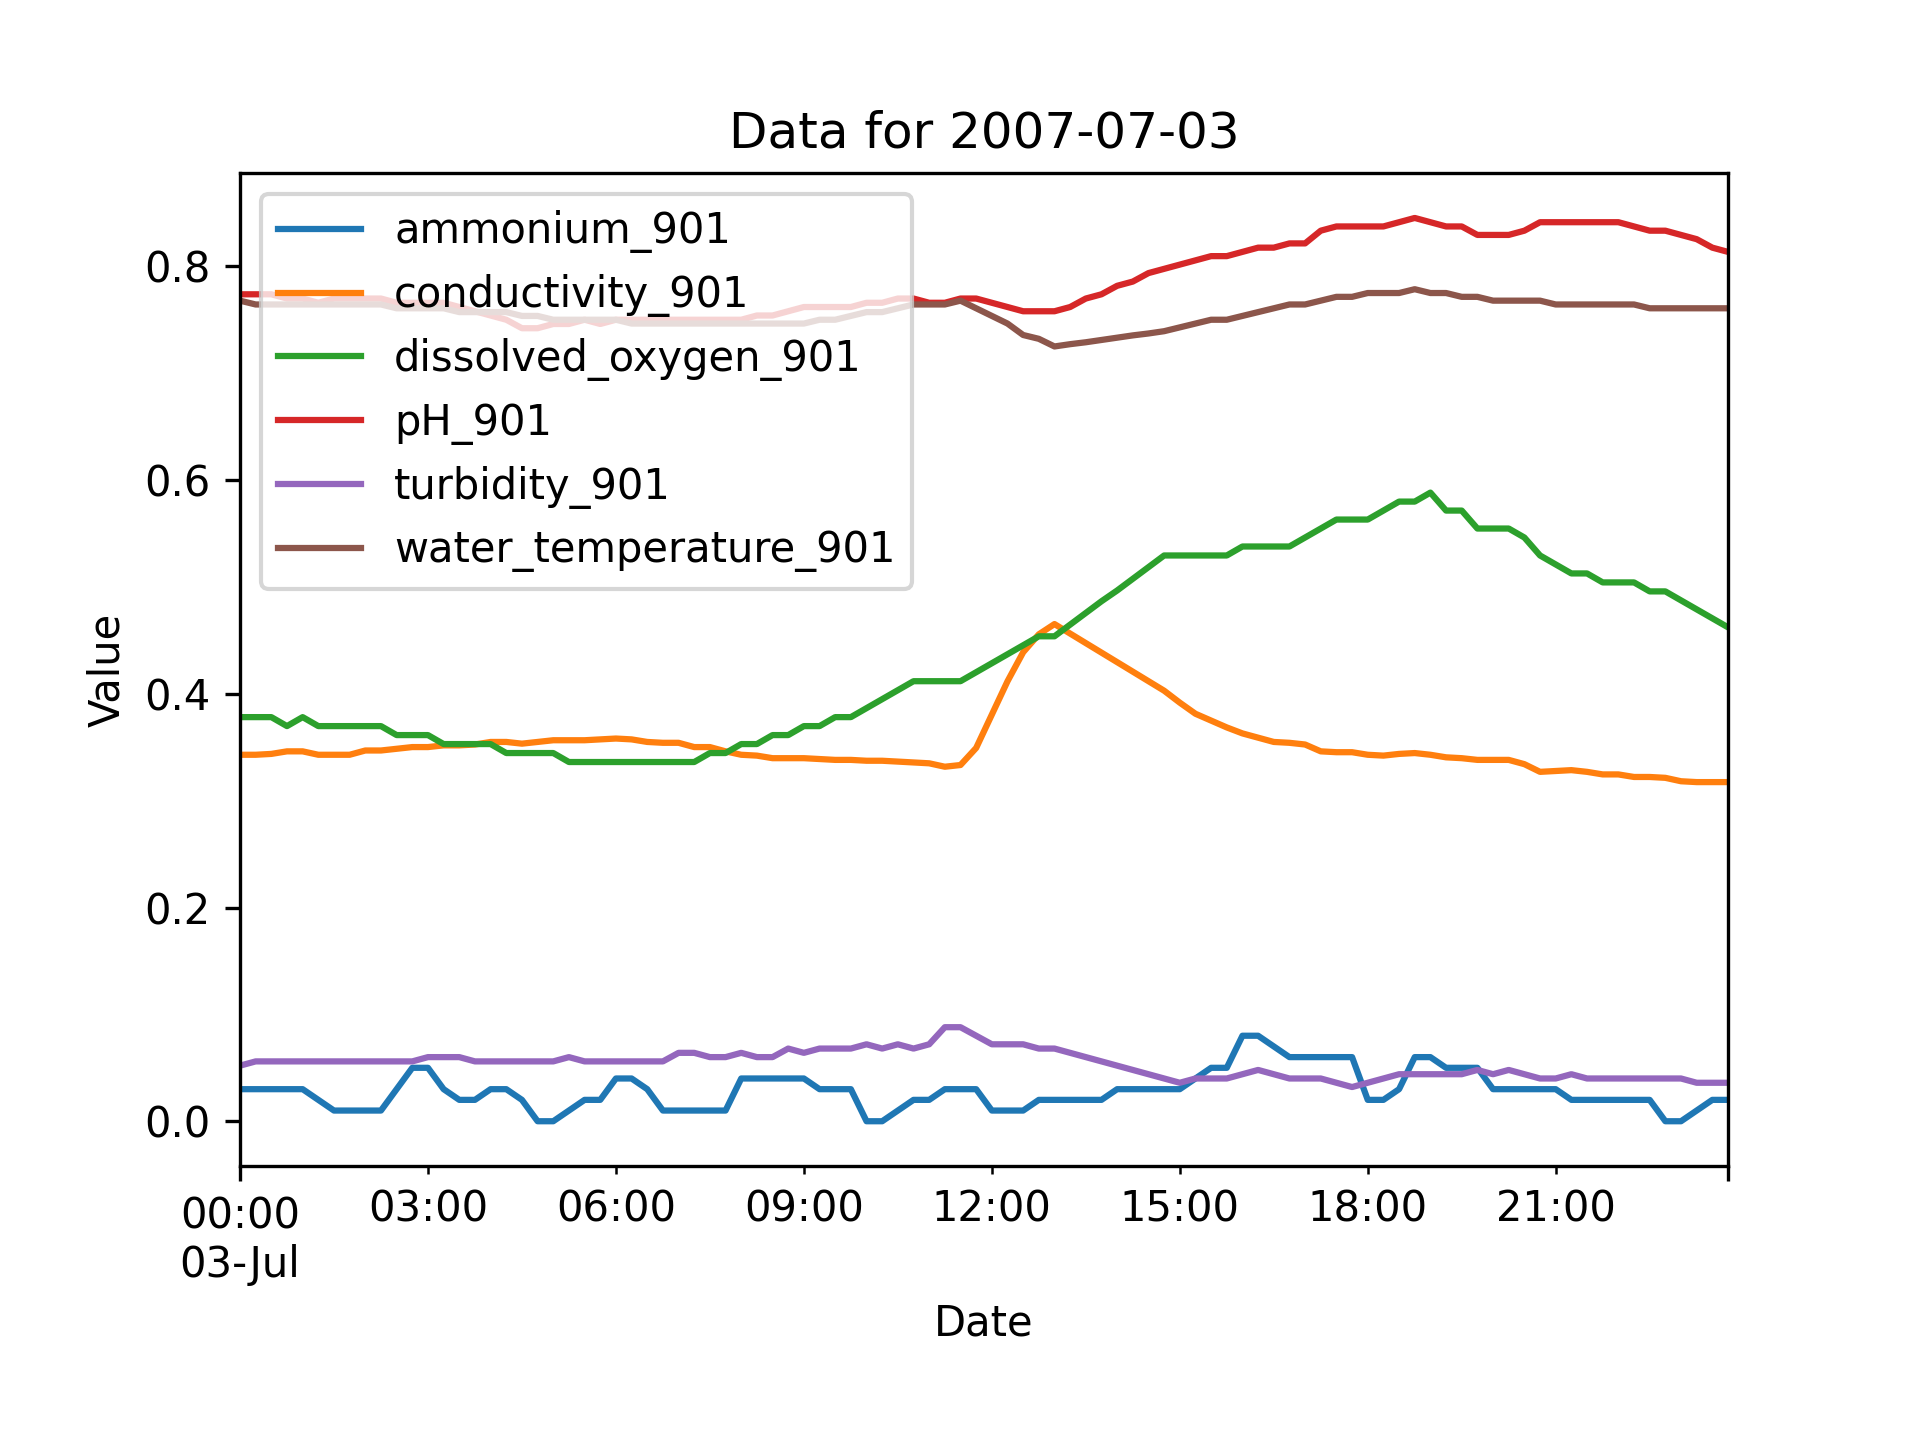 Data for 2007-07-03
ammonium_901
conductivity_901
dissolved_oxygen_901
pH_901
turbidity_901
water_temperature_901
Value
0.8
0.6
0.4
0.2
0.0
00:00 03:00 06:00 09:00 12:00 15:00 18:00 21:00
03-Jul
Date